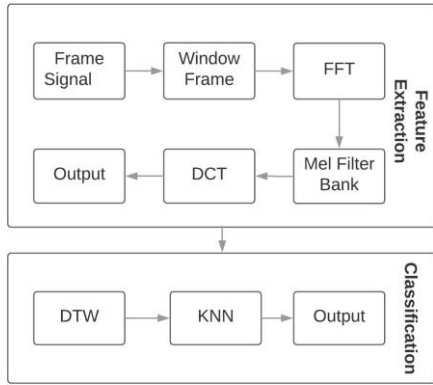 Frame
Signal
Window
Frame
FFT
Feature
Extraction
Output
DCT
Mel Filter
Bank
Classification
DTW
KNN
Output